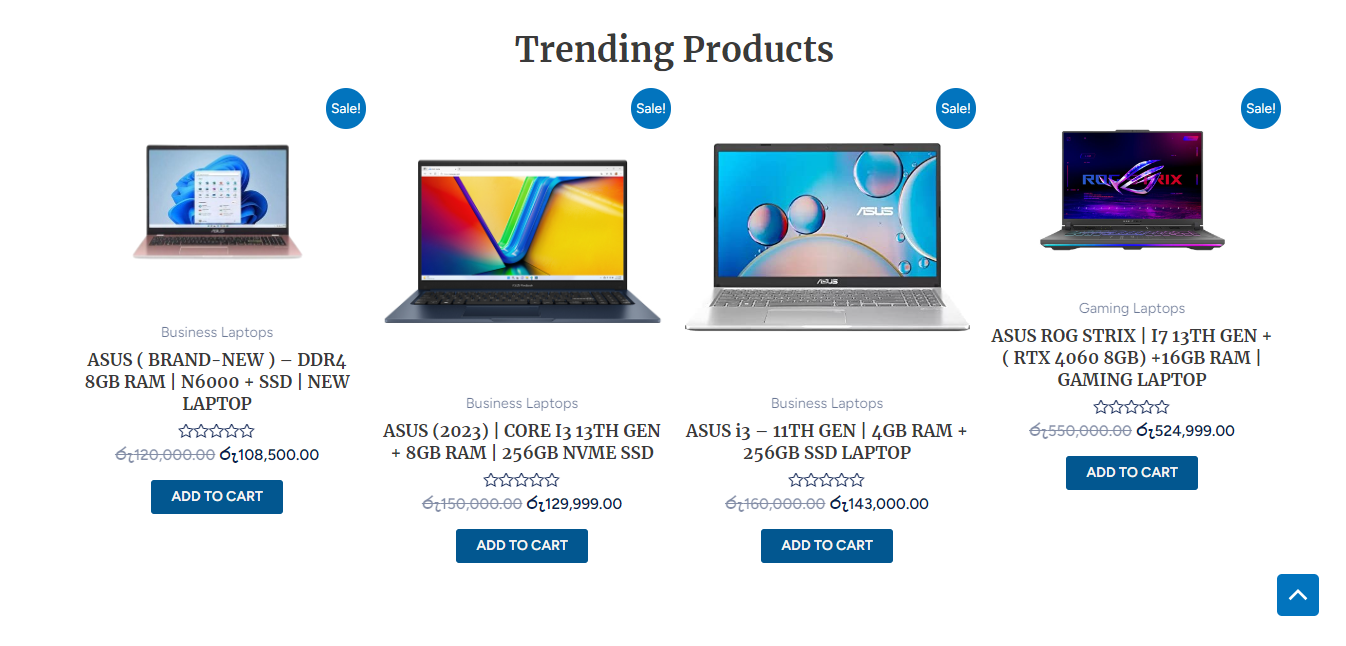 Trending Products
Sale!
Business Laptops
ASUS ( BRAND-NEW ) – DDR4
8GB RAM | N6000 + SSD | NEW
LAPTOP
රු120,000.00 රු108,500.00
ADD TO CART
Sale!
Business Laptops
ASUS (2023) | CORE I3 13TH GEN
+ 8GB RAM | 256GB NVME SSD
රු150,000.00 රු129,999.00
ADD TO CART
Sale!
ASUS
ASUS
Business Laptops
ASUS i3 – 11TH GEN | 4GB RAM +
256GB SSD LAPTOP
රු160,000.00 රු143,000.00
ADD TO CART
Sale!
Gaming Laptops
ASUS ROG STRIX | I7 13TH GEN +
( RTX 4060 8GB) +16GB RAM |
GAMING LAPTOP
රු550,000.00 රු524,999.00
ADD TO CART